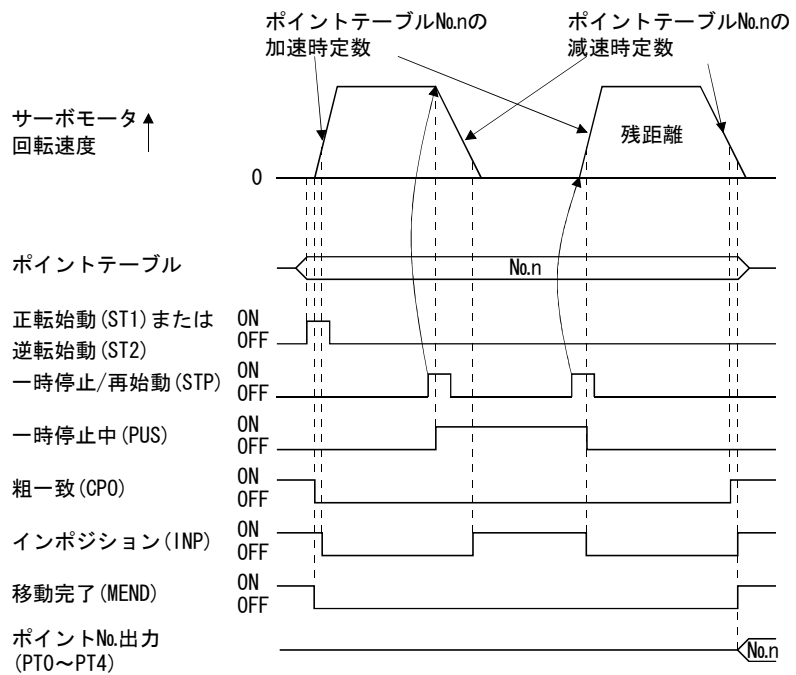 ポイントテーブル№nの
加速時定数
ポイントテーブル№nの
減速時定数
サーボモータ
回転速度
0
残距離
ポイントテーブル
№n
正転始動(ST1)または
逆転始動(ST2)
ON
OFF
一時停止/再始動(STP)
ON
OFF
一時停止中(PUS)
ON
OFF
粗一致(CPO)
ON
OFF
インポジション(INP)
ON
OFF
移動完了(MEND)
ON
OFF
ポイント№出力
(PT0～PT4)
№n